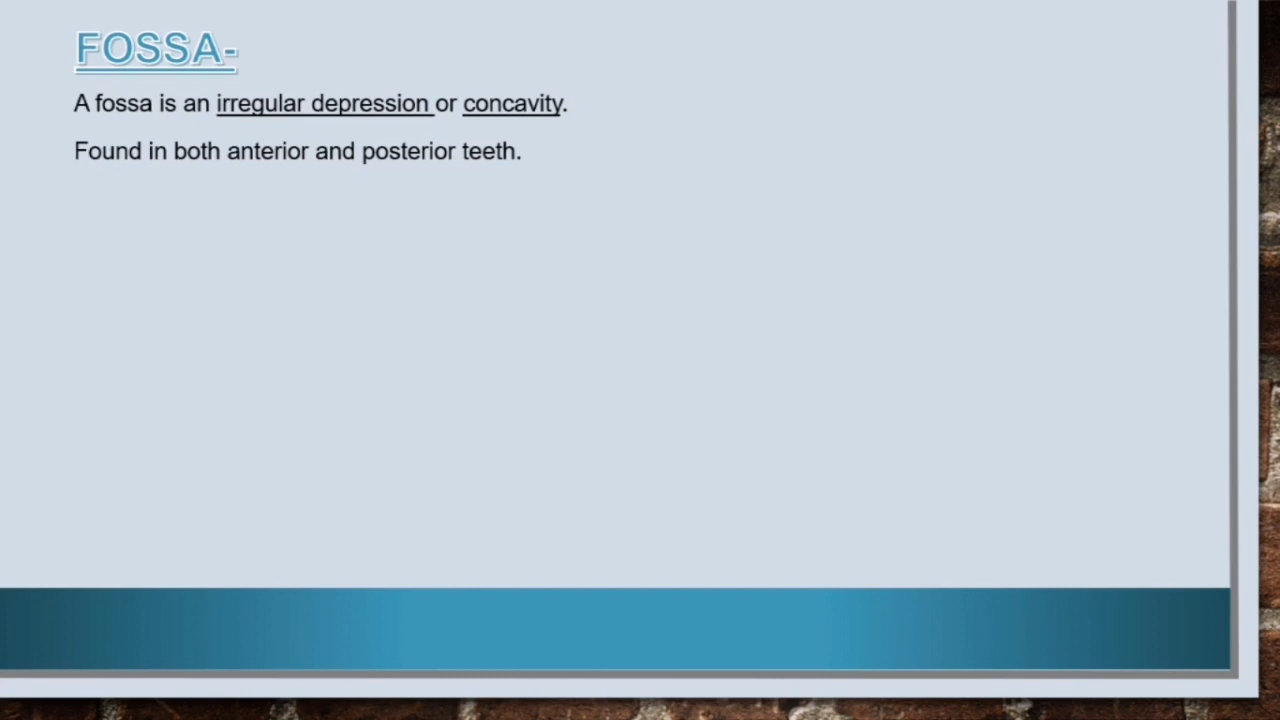 FOSSA-
A fossa is an irregular depression or concavity.
Found in both anterior and posterior teeth.